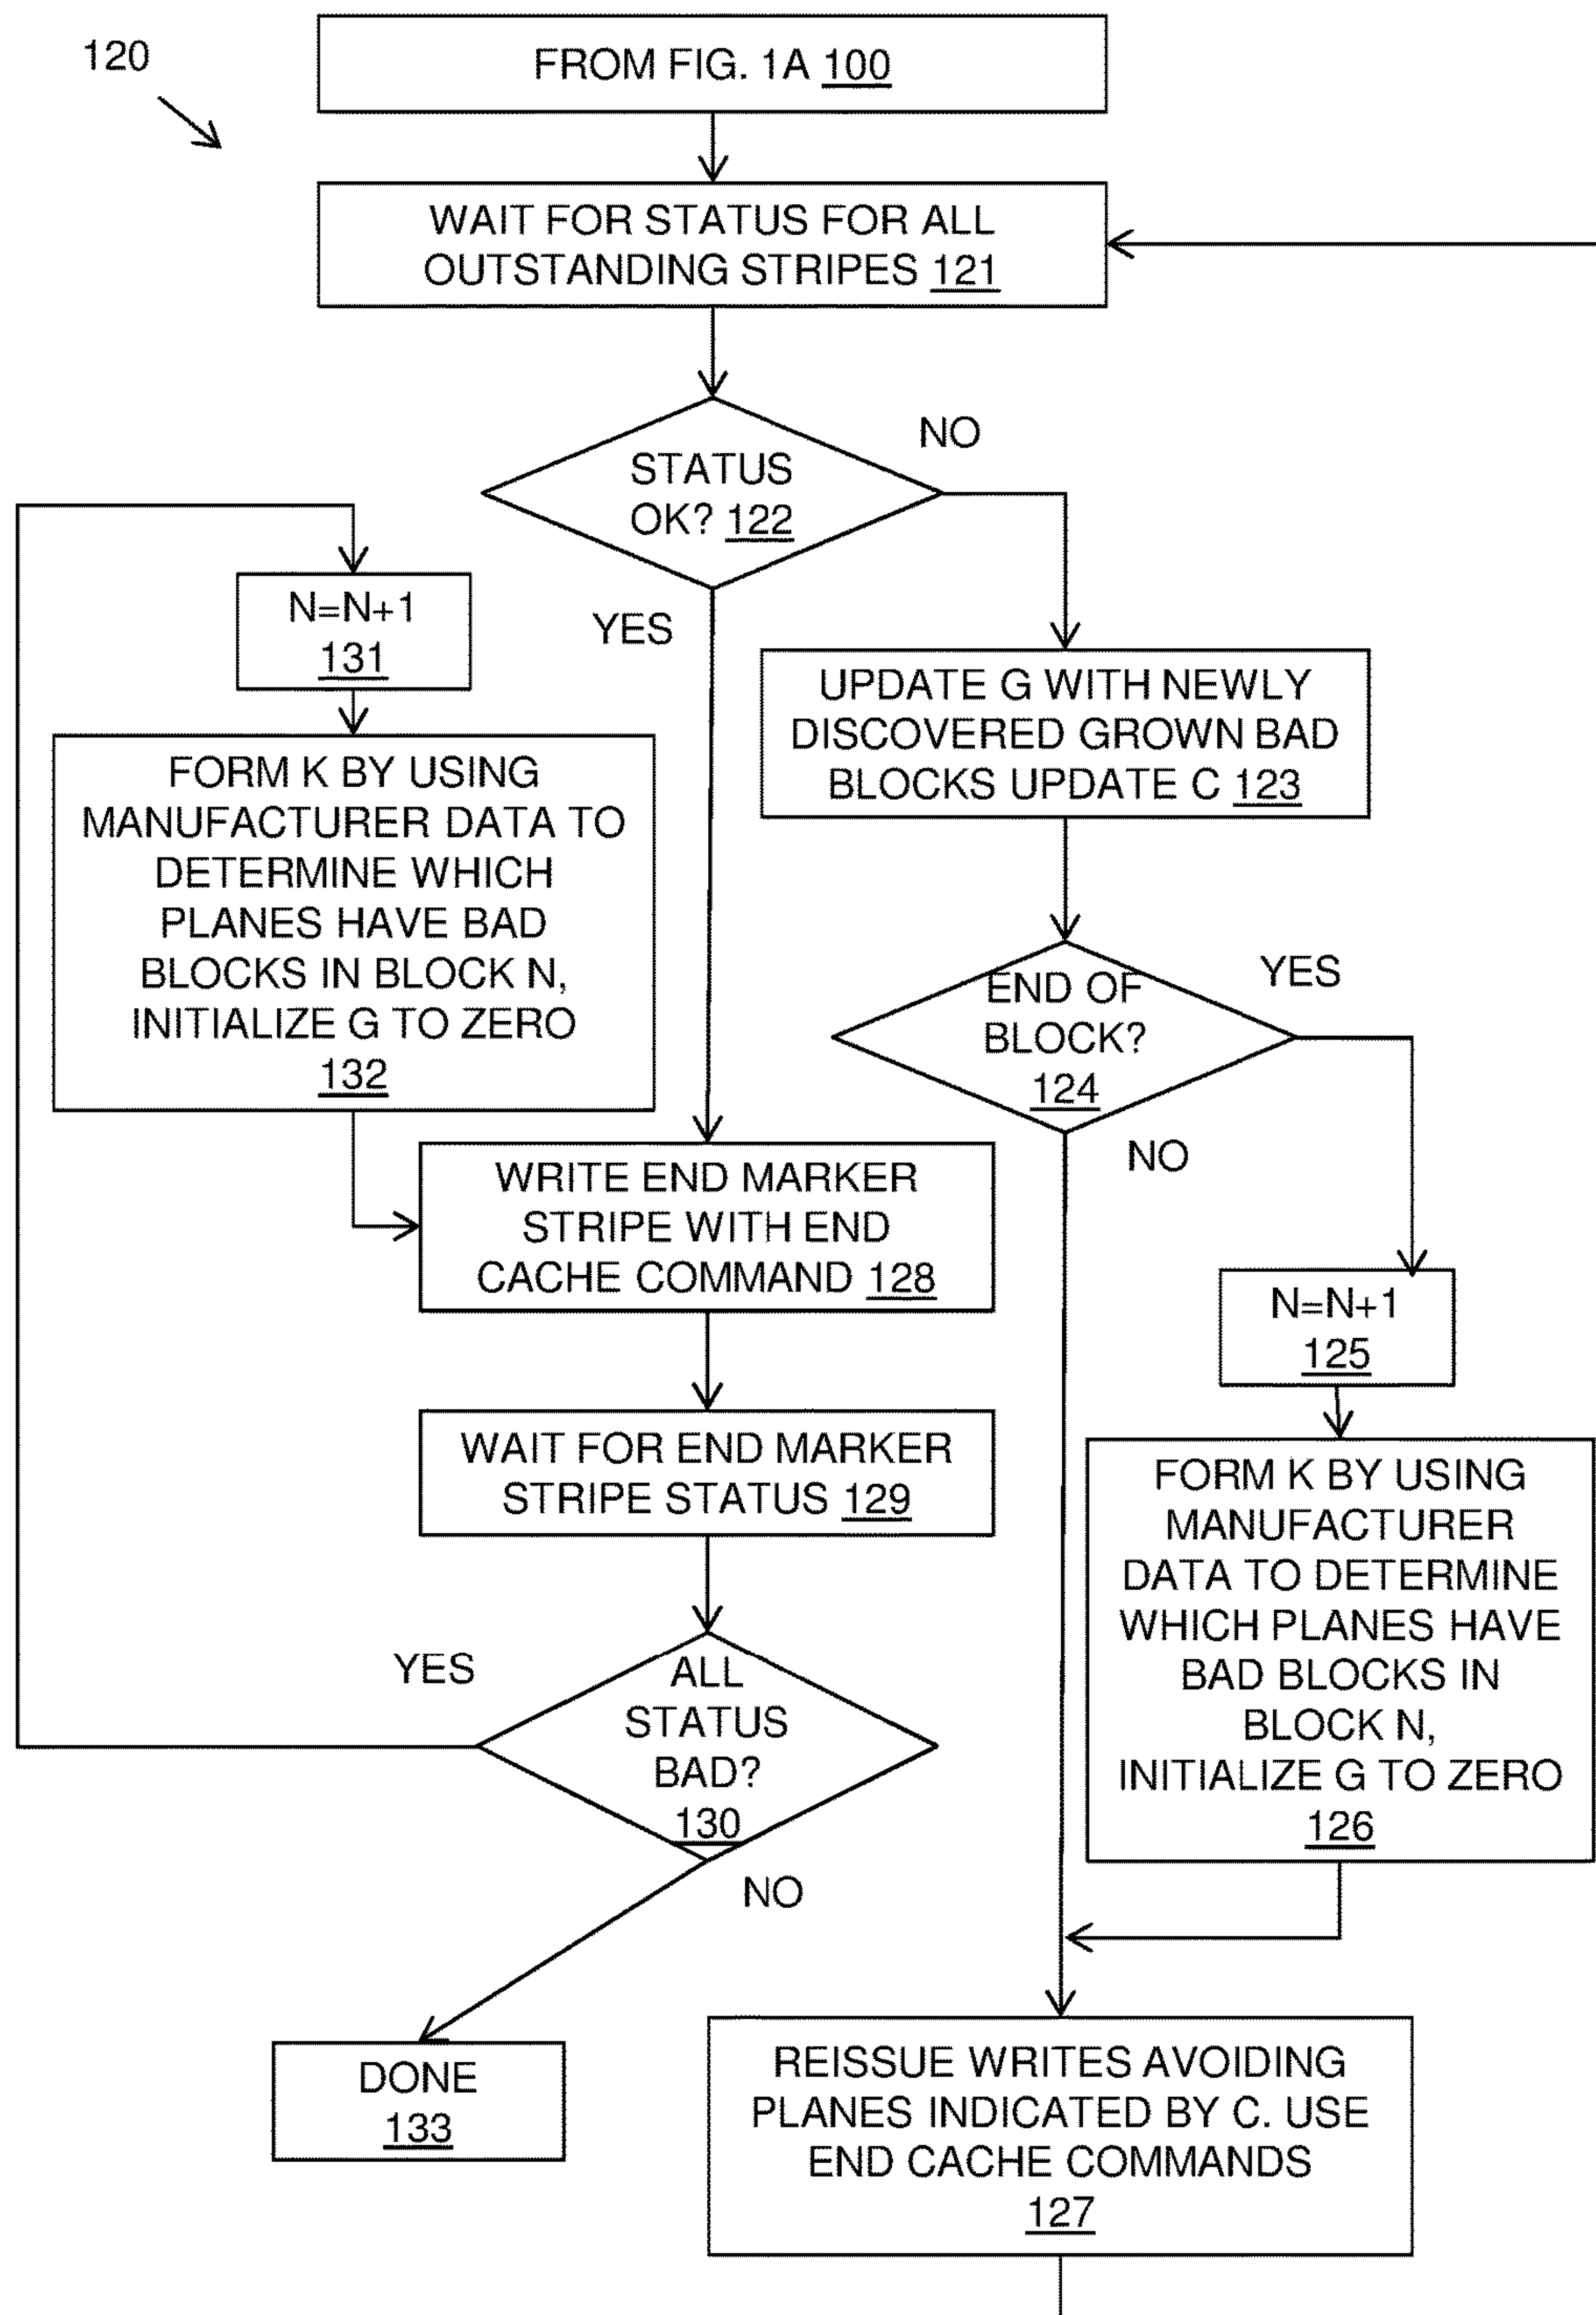 120
FROM FIG. 1A 100
WAIT FOR STATUS FOR ALL
OUTSTANDING STRIPES 121
STATUS
OK? 122
NO
YES
N=N+1
131
UPDATE G WITH NEWLY
DISCOVERED GROWN BAD
BLOCKS UPDATE C 123
FORM K BY USING
MANUFACTURER DATA TO
DETERMINE WHICH
PLANES HAVE BAD
BLOCKS IN BLOCK N,
INITIALIZE G TO ZERO
132
END OF
BLOCK?
124
YES
NO
WRITE END MARKER
STRIPE WITH END
CACHE COMMAND 128
N=N+1
125
WAIT FOR END MARKER
STRIPE STATUS 129
FORM K BY USING
MANUFACTURER
DATA TO DETERMINE
WHICH PLANES HAVE
BAD BLOCKS IN
BLOCK N,
INITIALIZE G TO ZERO
126
YES
ALL
STATUS
BAD?
130
NO
DONE
133
REISSUE WRITES AVOIDING
PLANES INDICATED BY C. USE
END CACHE COMMANDS
127